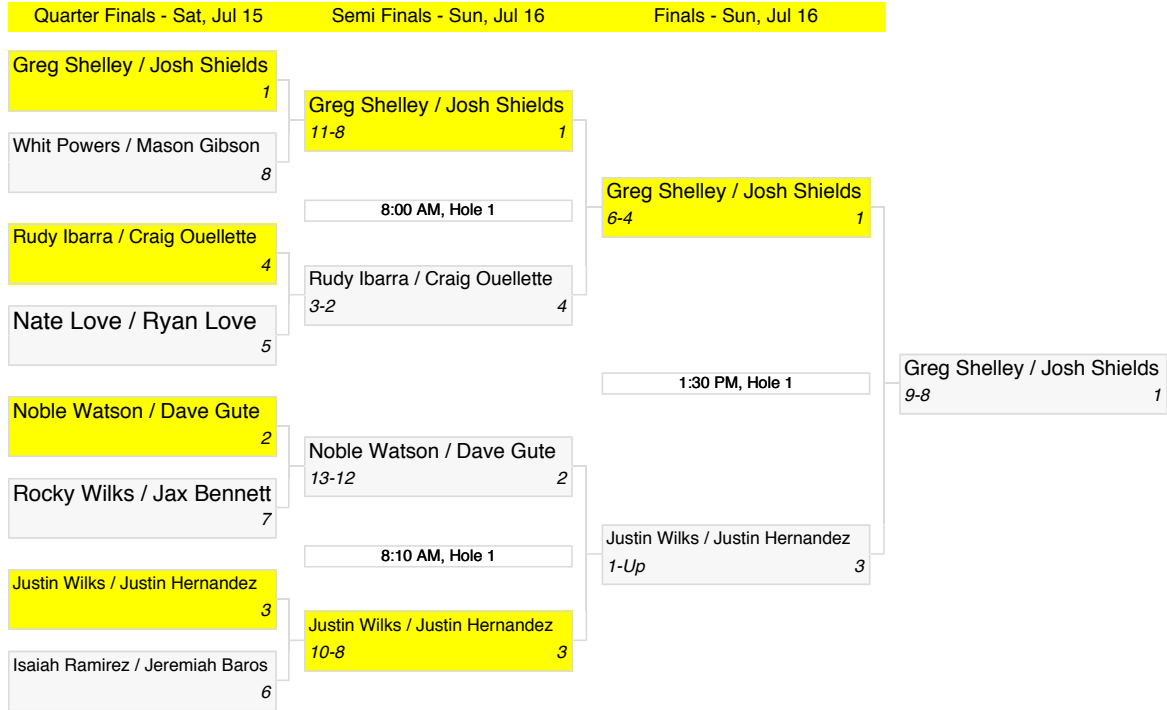 Quarter Finals - Sat, Jul 15
Semi Finals - Sun, Jul 16
Finals - Sun, Jul 16
Greg Shelley / Josh Shields
1
Whit Powers / Mason Gibson
8
Rudy Ibarra / Craig Ouellette
4
Nate Love / Ryan Love
5
Noble Watson / Dave Gute
2
Rocky Wilks / Jax Bennett
7
Justin Wilks / Justin Hernandez
3
Isaiah Ramirez / Jeremiah Baros
6
Greg Shelley / Josh Shields
11-8 1
8:00 AM, Hole 1
Rudy Ibarra / Craig Ouellette
3-2 4
Noble Watson / Dave Gute
13-12 2
8:10 AM, Hole 1
Justin Wilks / Justin Hernandez
10-8 3
Greg Shelley / Josh Shields
6-4 1
1:30 PM, Hole 1
Justin Wilks / Justin Hernandez
1-Up 3
Greg Shelley / Josh Shields
9-8 1